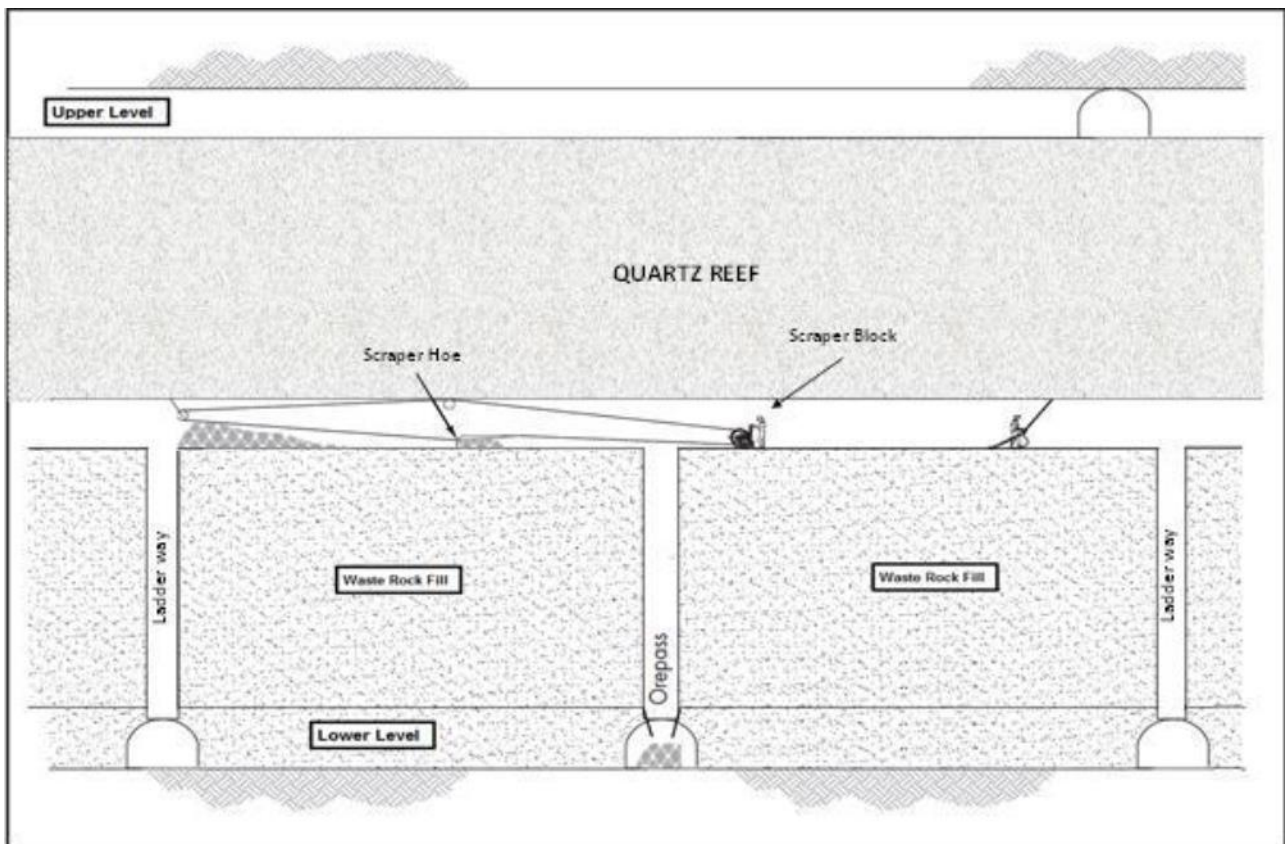 Upper Level
QUARTZ REEF
Scraper Block
Scraper Hoe
Ladder way
Waste Rock Fill
Orepass
Waste Rock Fill
Ladder way
Lower Level